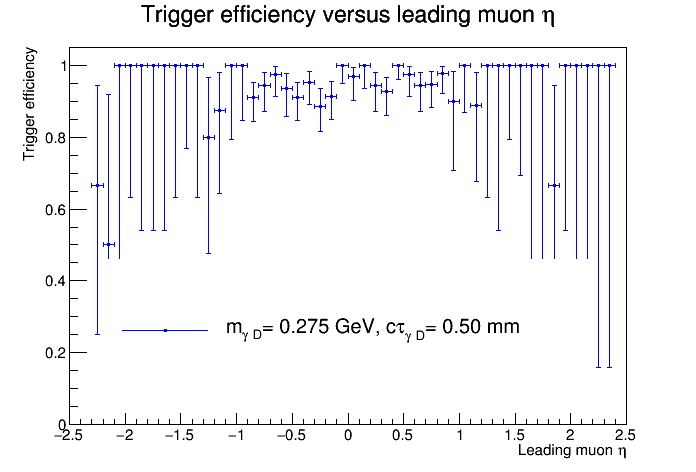 Trigger efficiency versus leading muon η
Trigger efficiency
1
0.8
0.6
0.4
0.2
0
m_γ D= 0.275 GeV, cτ_γ D= 0.50 mm
−2.5 −2 −1.5 −1 −0.5 0 0.5 1 1.5 2 2.5
Leading muon η